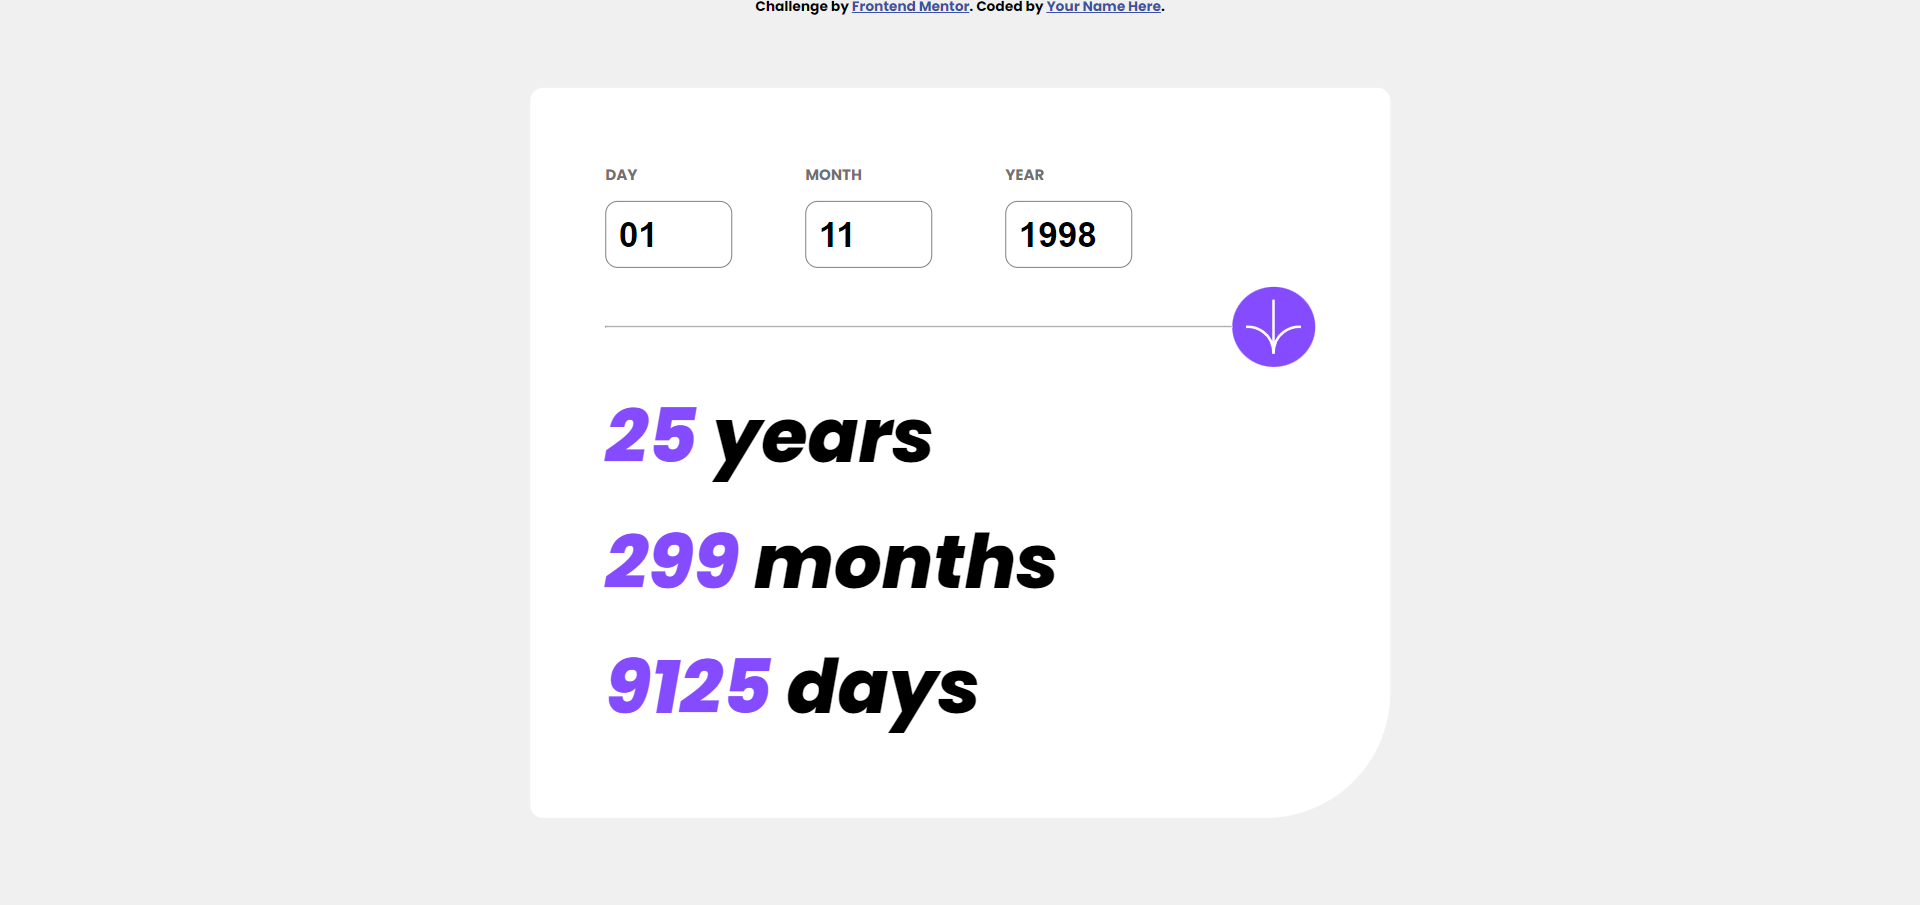 Challenge by Frontend Mentor. Coded by Your Name Here.
DAY MONTH YEAR
01 11 1998
25 years
299 months
9125 days